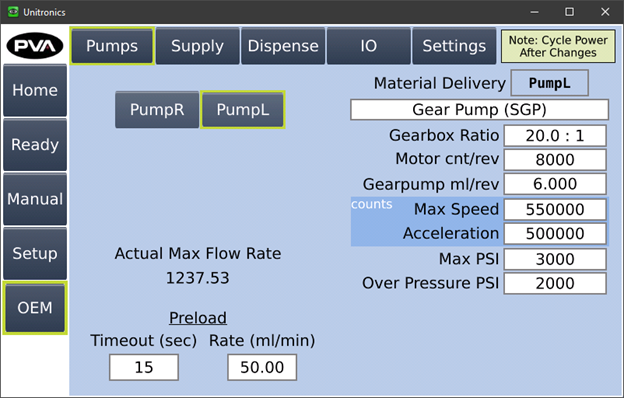 Unitronics
PVA
Pumps
Supply
Dispense
IO
Settings
Note: Cycle Power
After Changes
Home
Ready
Manual
Setup
OEM
PumpR
PumpL
Actual Max Flow Rate
1237.53
Preload
Timeout (sec) Rate (ml/min)
15 50.00
Material Delivery PumpL
Gear Pump (SGP)
Gearbox Ratio 20.0 : 1
Motor cnt/rev 8000
Gearpump ml/rev 6.000
counts Max Speed 550000
Acceleration 500000
Max PSI 3000
Over Pressure PSI 2000